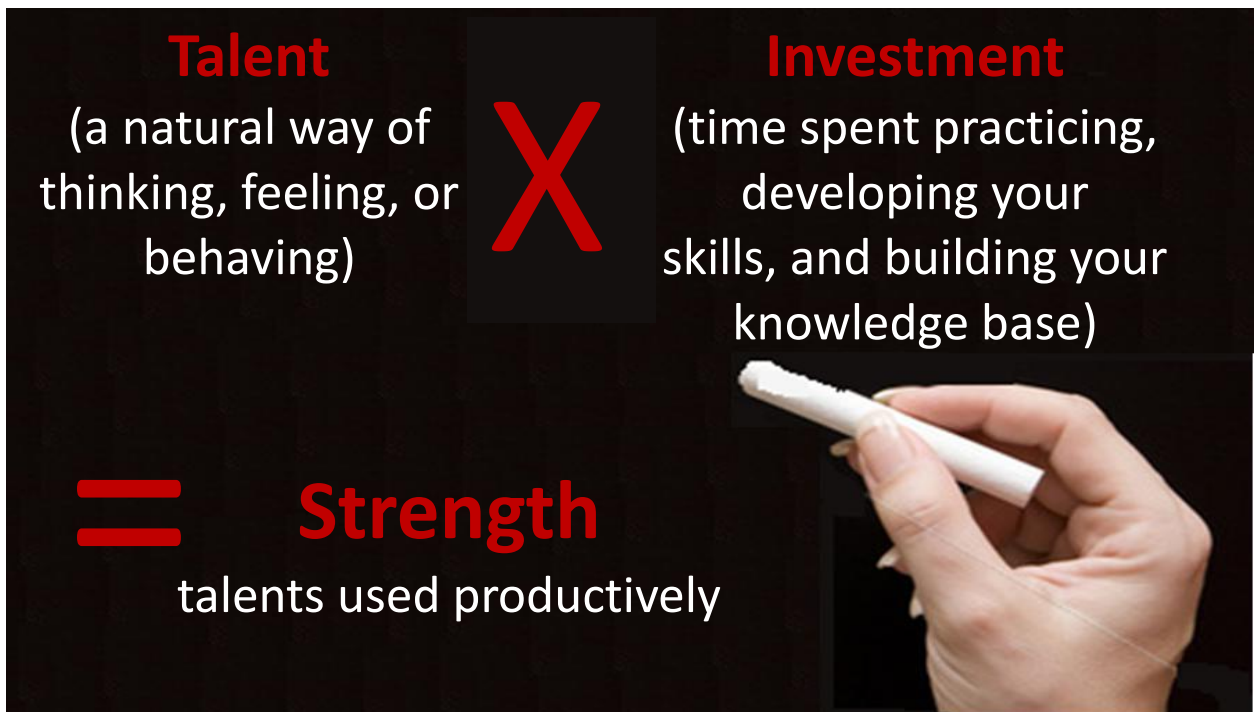 Talent
(a natural way of
thinking, feeling, or
behaving)
X
Investment
(time spent practicing,
developing your
skills, and building your
knowledge base)
= Strength
talents used productively